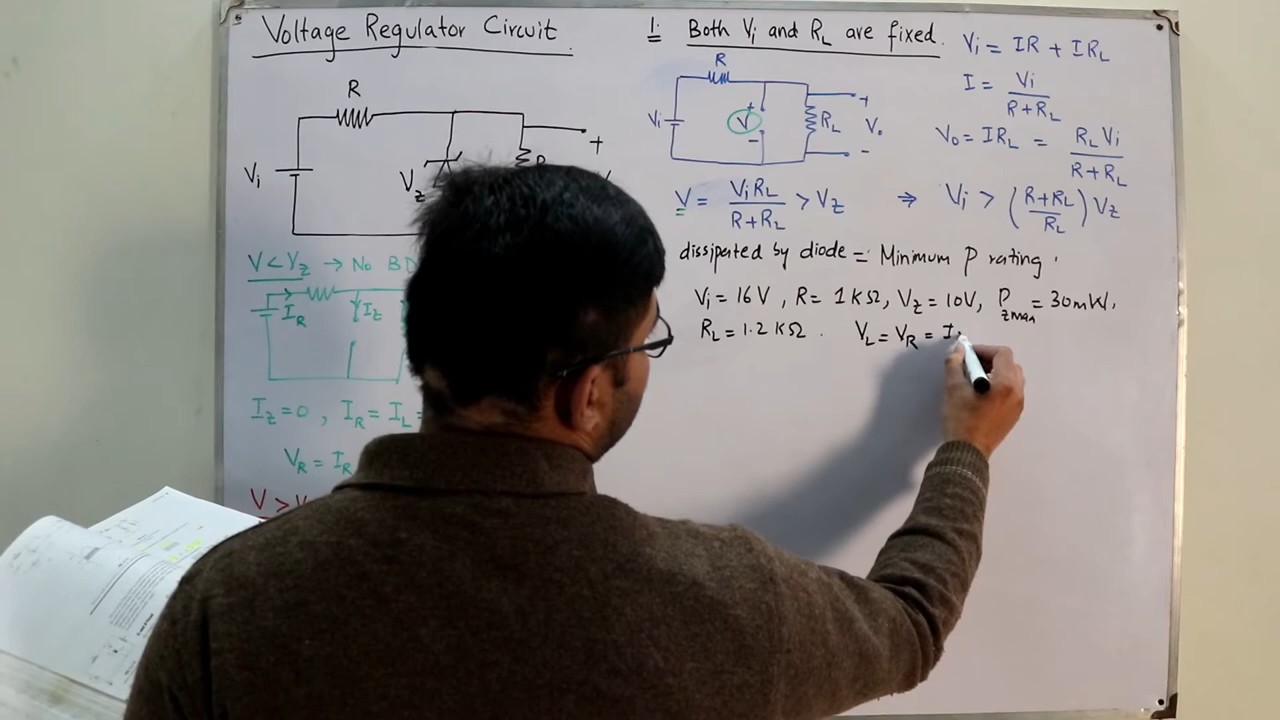 Voltage Regulator Circuit
R
Vi
Vz
+
V<Vz → No BD
IR
Iz
Iz=0 , IR = IL =
VR = IR
V >
1: Both Vi and RL are fixed.
R
Vi
+
V
−
RL
+
Vo
−
Vi = IR + IRL
I = Vi / R+RL
Vo = IRL = RL Vi / R+RL
V = Vi RL / R+RL > Vz ⇒ Vi > (R+RL / RL) Vz
dissiperted by diode = Minimum P rating .
Vi = 16 V , R = 1 KΩ, Vz = 10V, Pzmax = 30mW,
RL = 1.2 KΩ . VL = VR = I